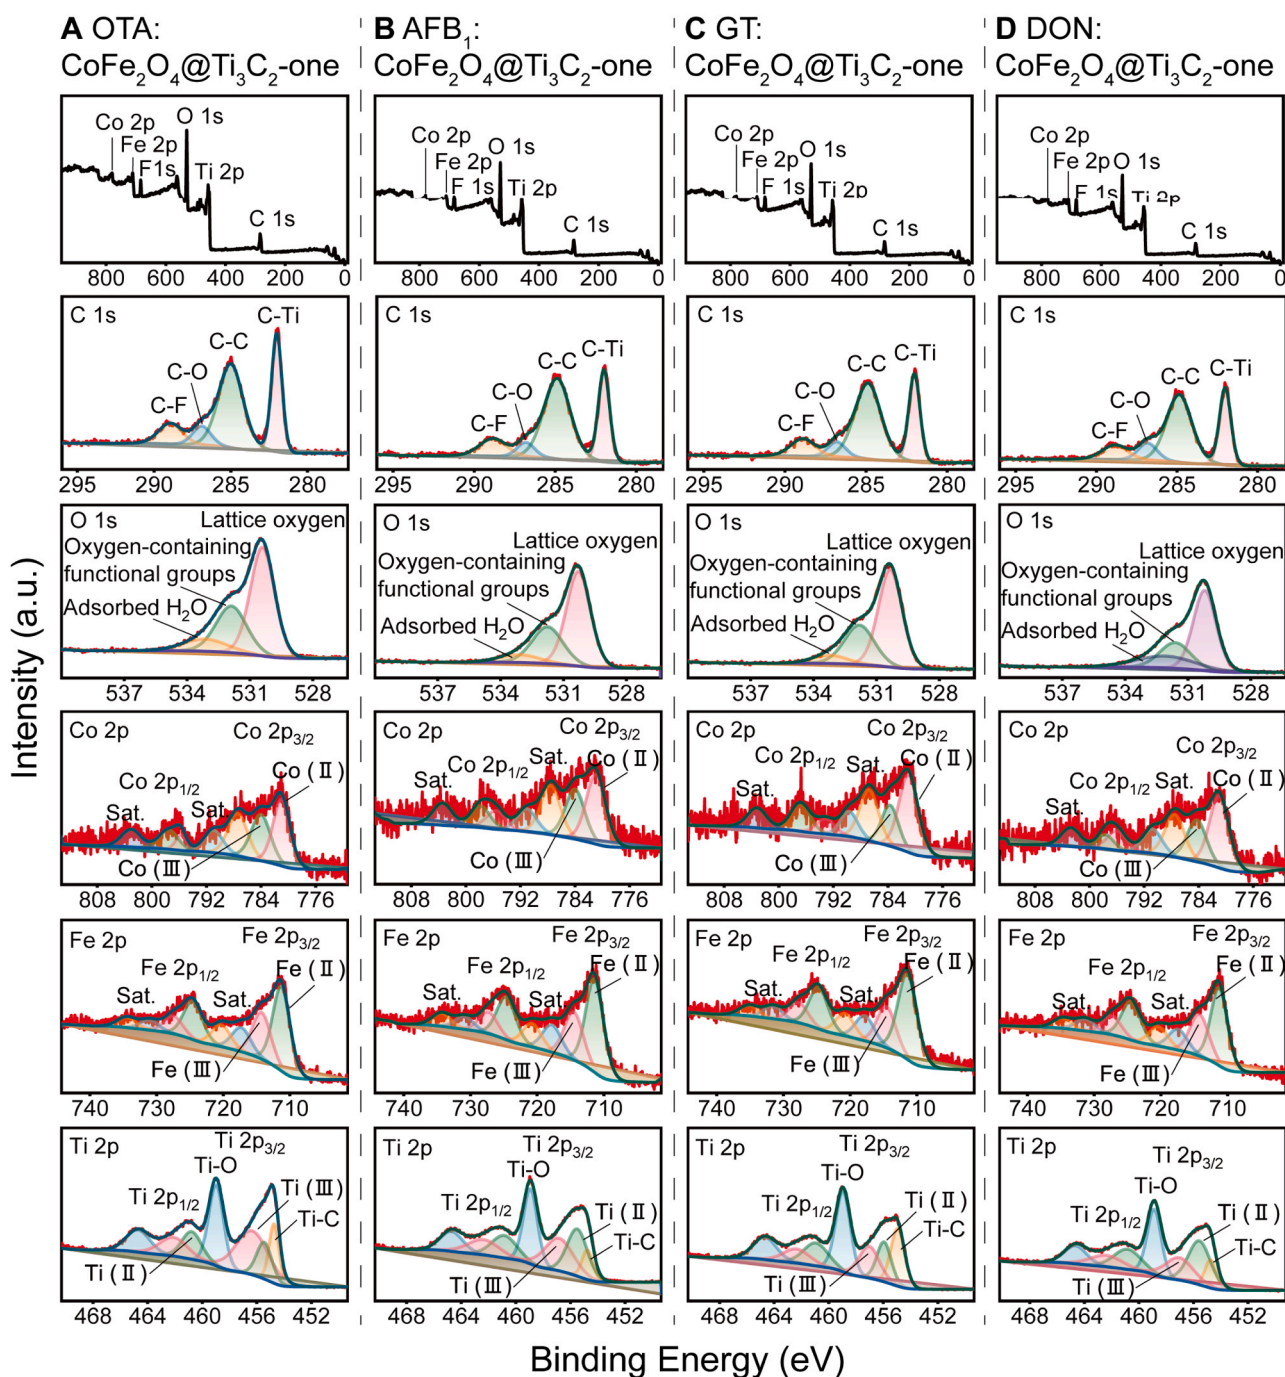 A OTA:
CoFe₂O₄@Ti₃C₂-one
Co 2p
Fe 2p
F1s
O 1s
Ti 2p
C 1s
800 600 400 200 0
C 1s
C-F
C-O
C-C
C-Ti
295 290 285 280
O 1s
Lattice oxygen
Oxygen-containing
functional groups
Adsorbed H₂O
537 534 531 528
Co 2p
Co 2p₃/₂
Co (Ⅱ)
Co 2p₁/₂
Sat.
Sat.
Co (Ⅲ)
808 800 792 784 776
Fe 2p
Fe 2p₃/₂
Fe 2p₁/₂
Fe (Ⅱ)
Sat.
Sat.
Fe (Ⅲ)
740 730 720 710
Ti 2p
Ti 2p₃/₂
Ti-O
Ti 2p₁/₂
Ti (Ⅲ)
Ti-C
Ti (Ⅱ)
468 464 460 456 452
B AFB₁:
CoFe₂O₄@Ti₃C₂-one
Co 2p
Fe 2p
F 1s
O 1s
Ti 2p
C 1s
800 600 400 200 0
C 1s
C-F
C-O
C-C
C-Ti
295 290 285 280
O 1s
Lattice oxygen
Oxygen-containing
functional groups
Adsorbed H₂O
537 534 531 528
Co 2p
Co 2p₃/₂
Co (Ⅱ)
Co 2p₁/₂
Sat.
Sat.
Co (Ⅲ)
808 800 792 784 776
Fe 2p
Fe 2p₃/₂
Fe 2p₁/₂
Fe (Ⅱ)
Sat.
Sat.
Fe (Ⅲ)
740 730 720 710
Ti 2p
Ti 2p₃/₂
Ti-O
Ti 2p₁/₂
Ti (Ⅱ)
Ti-C
Ti (Ⅲ)
468 464 460 456 452
C GT:
CoFe₂O₄@Ti₃C₂-one
Co 2p
Fe 2p
F 1s
O 1s
Ti 2p
C 1s
800 600 400 200 0
C 1s
C-F
C-O
C-C
C-Ti
295 290 285 280
O 1s
Lattice oxygen
Oxygen-containing
functional groups
Adsorbed H₂O
537 534 531 528
Co 2p
Co 2p₃/₂
Co (Ⅱ)
Co 2p₁/₂
Sat.
Sat.
Co (Ⅲ)
808 800 792 784 776
Fe 2p
Fe 2p₃/₂
Fe 2p₁/₂
Fe (Ⅱ)
Sat.
Sat.
Fe (Ⅲ)
740 730 720 710
Ti 2p
Ti 2p₃/₂
Ti-O
Ti 2p₁/₂
Ti (Ⅱ)
Ti-C
Ti (Ⅲ)
468 464 460 456 452
D DON:
CoFe₂O₄@Ti₃C₂-one
Co 2p
Fe 2p
F 1s
O 1s
Ti 2p
C 1s
800 600 400 200 0
C 1s
C-F
C-O
C-C
C-Ti
295 290 285 280
O 1s
Lattice oxygen
Oxygen-containing
functional groups
Adsorbed H₂O
537 534 531 528
Co 2p
Co 2p₃/₂
Co (Ⅱ)
Co 2p₁/₂
Sat.
Sat.
Co (Ⅲ)
808 800 792 784 776
Fe 2p
Fe 2p₃/₂
Fe 2p₁/₂
Fe (Ⅱ)
Sat.
Sat.
Fe (Ⅲ)
740 730 720 710
Ti 2p
Ti 2p₃/₂
Ti-O
Ti 2p₁/₂
Ti (Ⅱ)
Ti-C
Ti (Ⅲ)
468 464 460 456 452
Intensity (a.u.)
Binding Energy (eV)